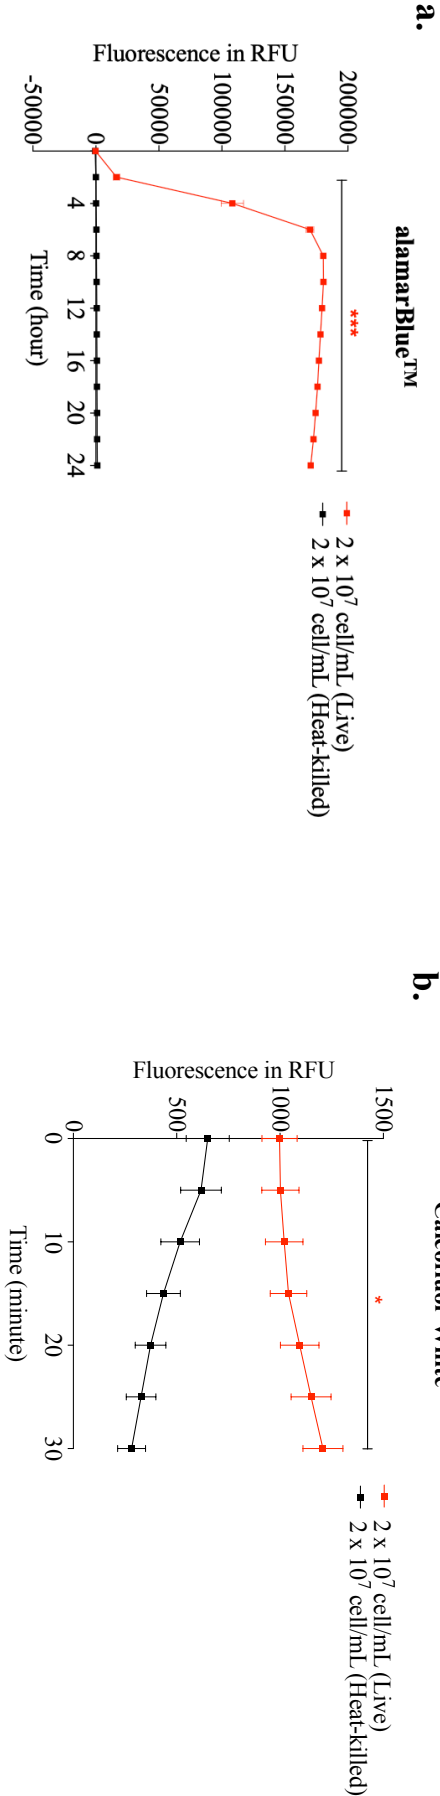 a.
alamarBlue™
Fluorescence in RFU
200000
150000
100000
50000
0
-50000
4
8
12
16
20
24
Time (hour)
***
2 x 10⁷ cell/mL (Live)
2 x 10⁷ cell/mL (Heat-killed)
b.
Fluorescence in RFU
1500
1000
500
0
0
10
20
30
Time (minute)
*
2 x 10⁷ cell/mL (Live)
2 x 10⁷ cell/mL (Heat-killed)